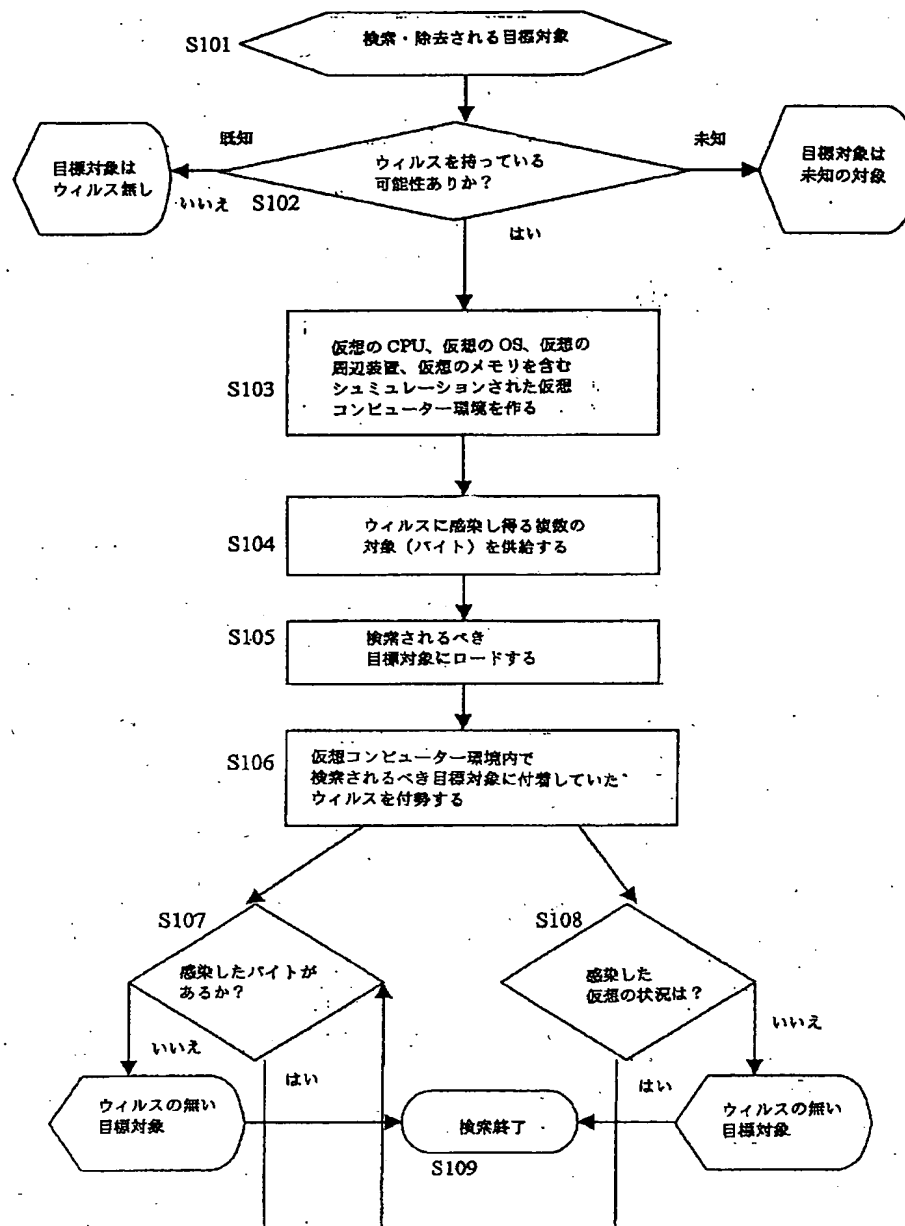 S101
検索・除去される目標対象
既知
未知
目標対象は
ウィルス無し
ウィルスを持っている
可能性ありか？
目標対象は
未知の対象
いいえ
S102
はい
S103
仮想の CPU、仮想の OS、仮想の
周辺装置、仮想のメモリを含む
シュミュレーションされた仮想
コンピューター環境を作る
S104
ウィルスに感染し得る複数の
対象（バイト）を供給する
S105
検索されるべき
目標対象にロードする
S106
仮想コンピューター環境内で
検索されるべき目標対象に付着していた
ウィルスを付勢する
S107
感染したバイトが
あるか？
S108
感染した
仮想の状況は？
いいえ
はい
はい
いいえ
ウィルスの無い
目標対象
検索終了
S109
ウィルスの無い
目標対象